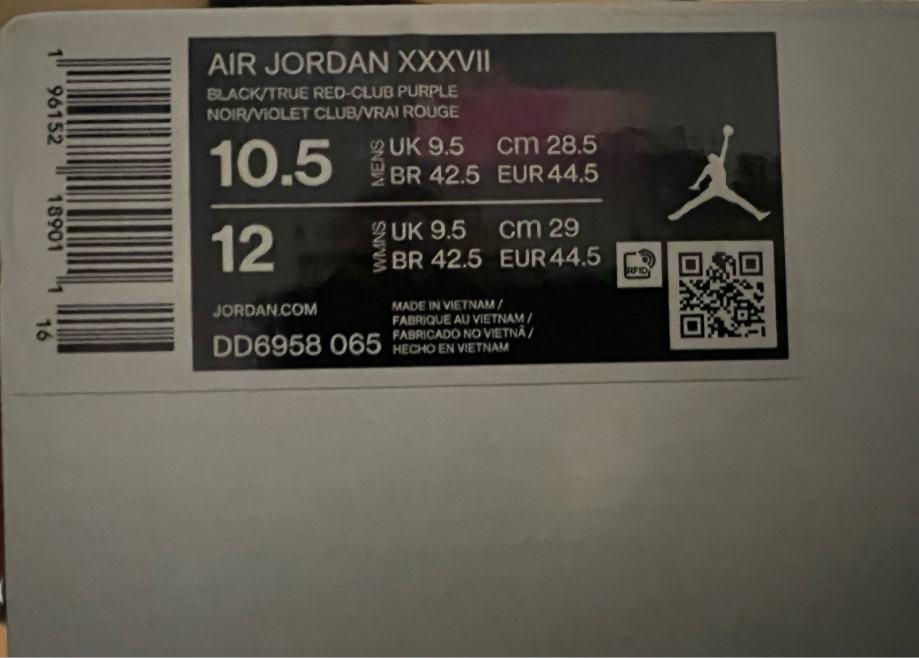 AIR JORDAN XXXVII
BLACK/TRUE RED-CLUB PURPLE
NOIR/VIOLET CLUB/VRAI ROUGE
10.5 MENS UK 9.5 cm 28.5
BR 42.5 EUR 44.5
12 WMNS UK 9.5 cm 29
BR 42.5 EUR 44.5
RFID
JORDAN.COM
DD6958 065
MADE IN VIETNAM /
FABRIQUE AU VIETNAM /
FABRICADO NO VIETNÃ /
HECHO EN VIETNAM
1 96152 18901 1 16